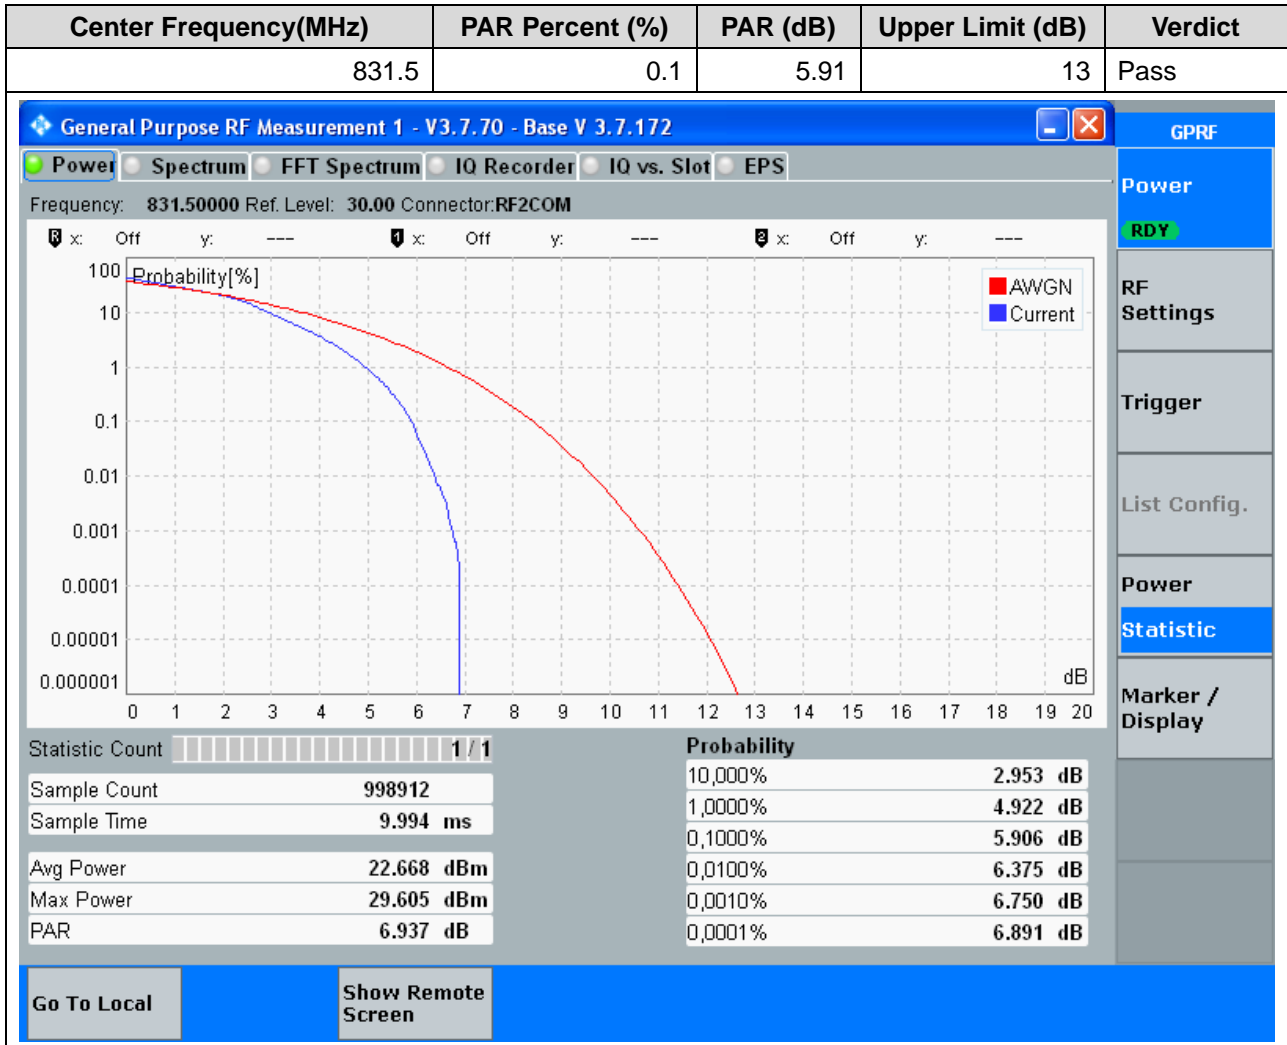 Center Frequency(MHz) PAR Percent (%) PAR (dB) Upper Limit (dB) Verdict
831.5 0.1 5.91 13 Pass
General Purpose RF Measurement 1 - V3.7.70 - Base V 3.7.172
GPRF
Power Spectrum FFT Spectrum IQ Recorder IQ vs. Slot EPS
Frequency: 831.50000 Ref. Level: 30.00 Connector:RF2COM
R x: Off y: --- 1 x: Off y: --- 2 x: Off y: ---
Probability[%]
100
10
1
0.1
0.01
0.001
0.0001
0.00001
0.000001
AWGN
Current
dB
0 1 2 3 4 5 6 7 8 9 10 11 12 13 14 15 16 17 18 19 20
Statistic Count 1 / 1
Sample Count 998912
Sample Time 9.994 ms
Avg Power 22.668 dBm
Max Power 29.605 dBm
PAR 6.937 dB
Probability
10,000% 2.953 dB
1,0000% 4.922 dB
0,1000% 5.906 dB
0,0100% 6.375 dB
0,0010% 6.750 dB
0,0001% 6.891 dB
Power
RDY
RF
Settings
Trigger
List Config.
Power
Statistic
Marker /
Display
Go To Local
Show Remote
Screen